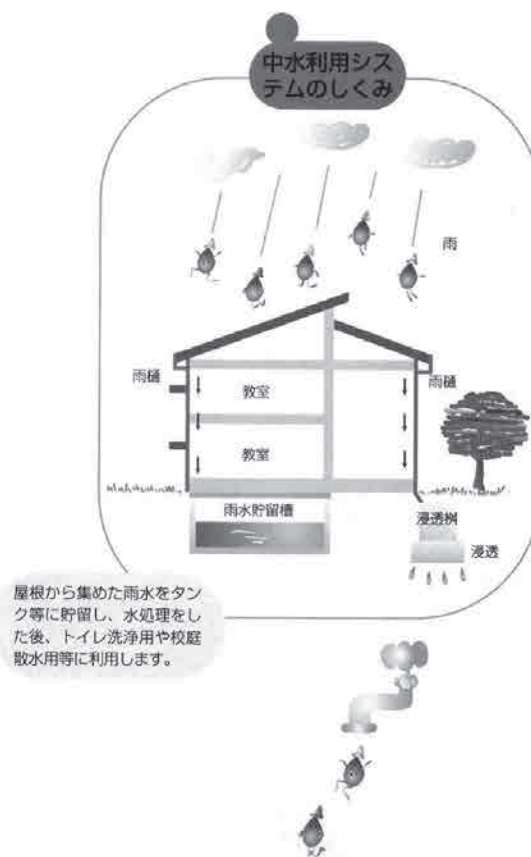 中水利用シス
テムのしくみ
雨
雨樋
教室
雨樋
教室
雨水貯留槽
浸透桝
浸透
屋根から集めた雨水をタン
ク等に貯留し、水処理をし
た後、トイレ洗浄用や校庭
散水用等に利用します。